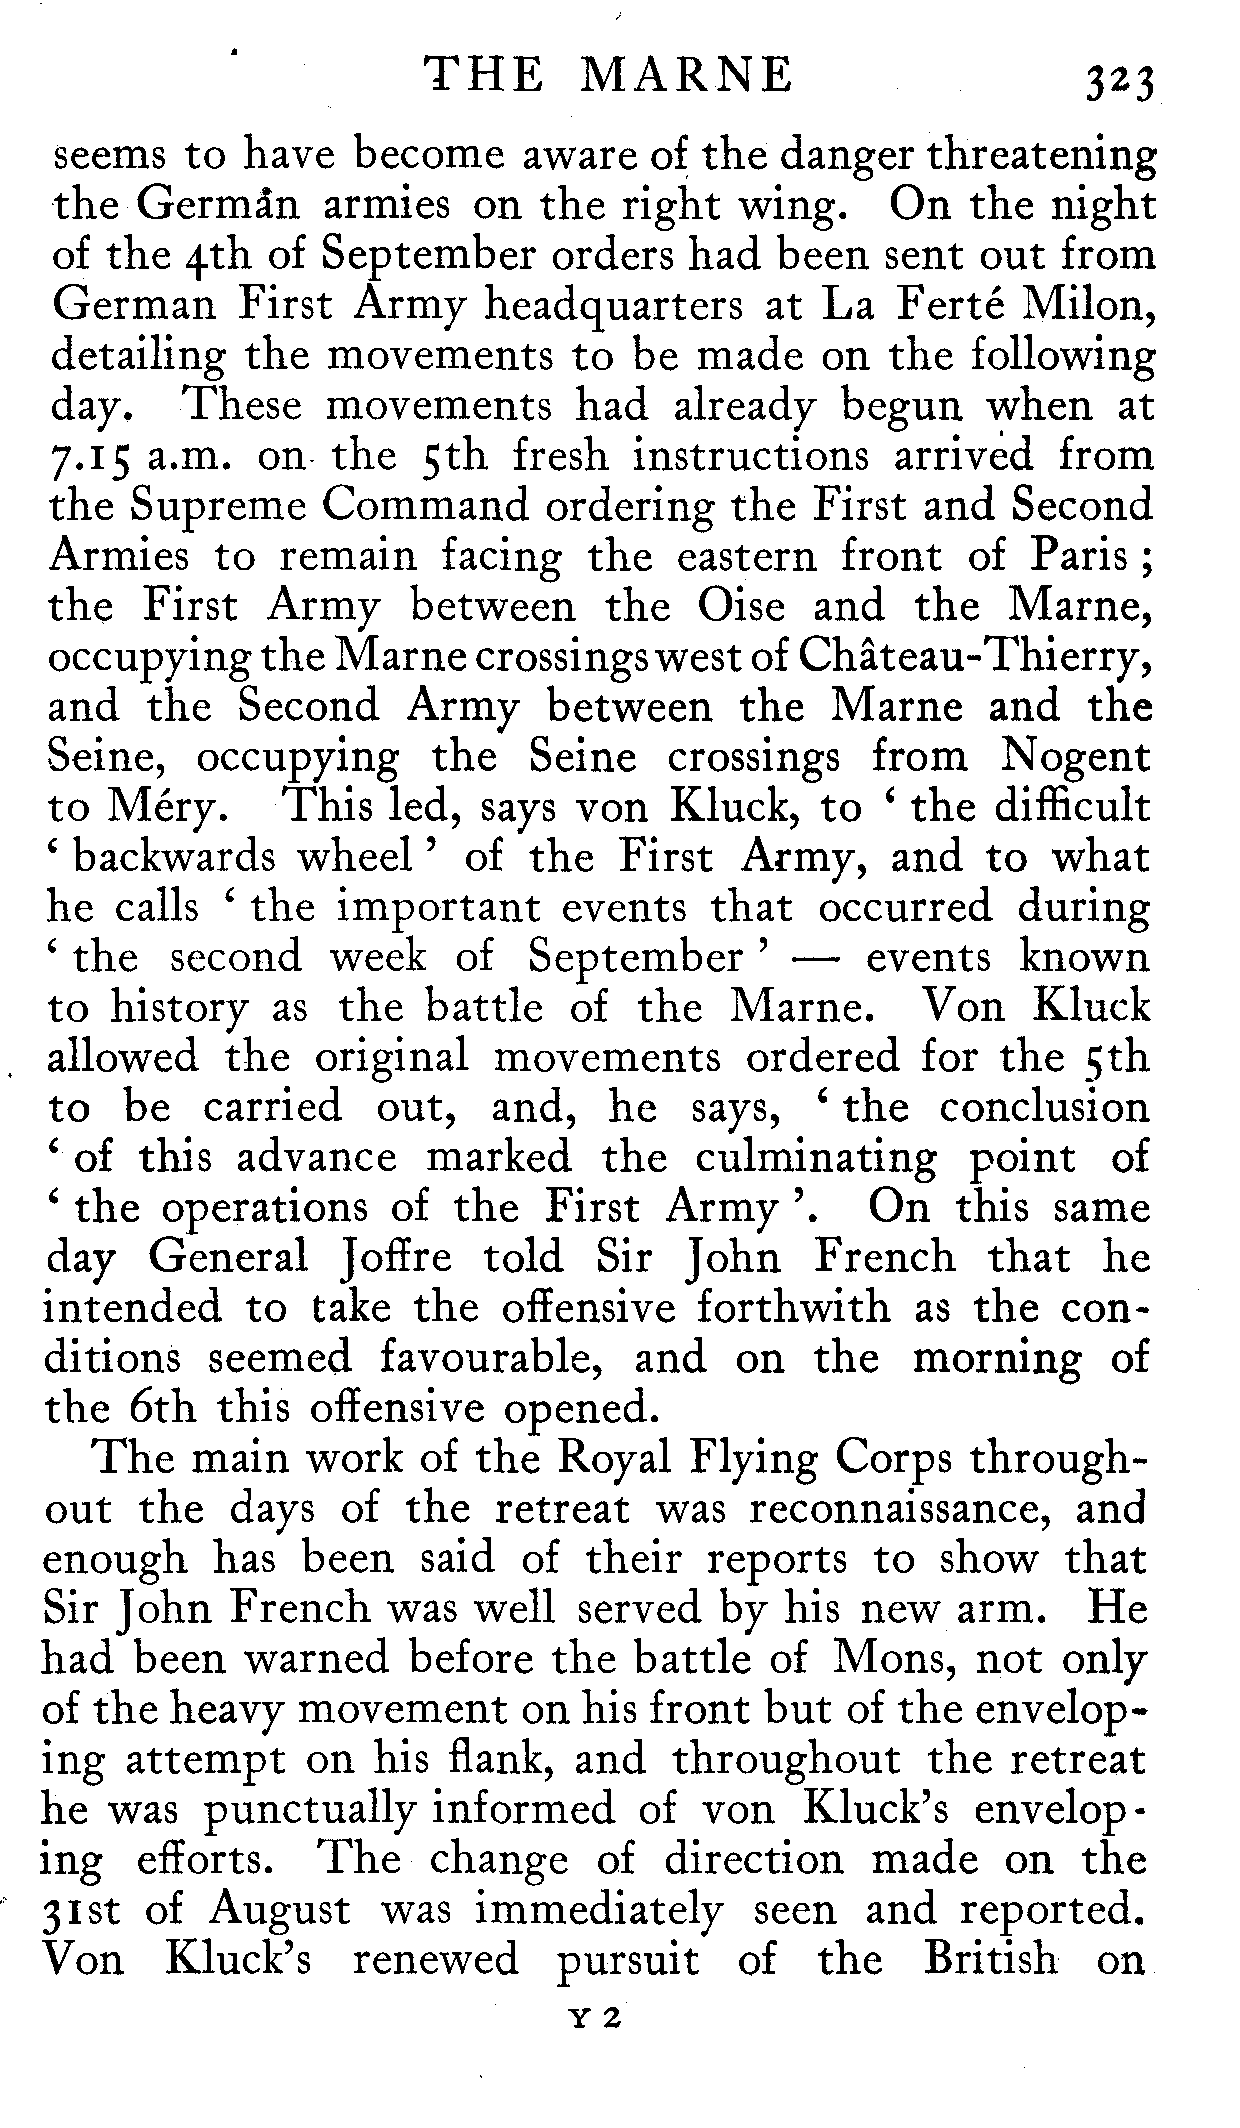 THE MARNE 323
seems to have become aware of the danger threatening
the German armies on the right wing. On the night
of the 4th of September orders had been sent out from
German First Army headquarters at La Ferté Milon,
detailing the movements to be made on the following
day. These movements had already begun when at
7.15 a.m. on the 5th fresh instructions arrived from
the Supreme Command ordering the First and Second
Armies to remain facing the eastern front of Paris ;
the First Army between the Oise and the Marne,
occupying the Marne crossings west of Château-Thierry,
and the Second Army between the Marne and the
Seine, occupying the Seine crossings from Nogent
to Méry. This led, says von Kluck, to ‘ the difficult
‘ backwards wheel ’ of the First Army, and to what
he calls ‘ the important events that occurred during
‘ the second week of September ’ — events known
to history as the battle of the Marne. Von Kluck
allowed the original movements ordered for the 5th
to be carried out, and, he says, ‘ the conclusion
‘ of this advance marked the culminating point of
‘ the operations of the First Army ’. On this same
day General Joffre told Sir John French that he
intended to take the offensive forthwith as the con-
ditions seemed favourable, and on the morning of
the 6th this offensive opened.
The main work of the Royal Flying Corps through-
out the days of the retreat was reconnaissance, and
enough has been said of their reports to show that
Sir John French was well served by his new arm. He
had been warned before the battle of Mons, not only
of the heavy movement on his front but of the envelop-
ing attempt on his flank, and throughout the retreat
he was punctually informed of von Kluck’s envelop-
ing efforts. The change of direction made on the
31st of August was immediately seen and reported.
Von Kluck’s renewed pursuit of the British on
Y 2